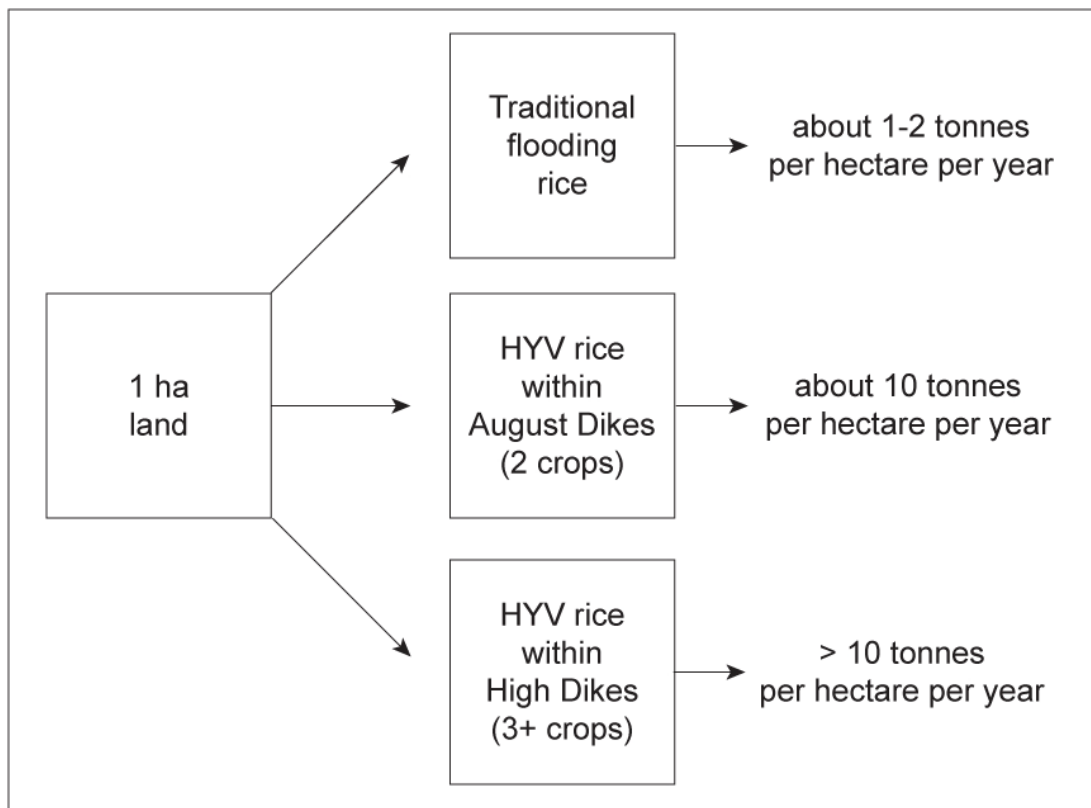 Traditional
flooding
rice
about 1-2 tonnes
per hectare per year
1 ha
land
HYV rice
within
August Dikes
(2 crops)
about 10 tonnes
per hectare per year
HYV rice
within
High Dikes
(3+ crops)
> 10 tonnes
per hectare per year